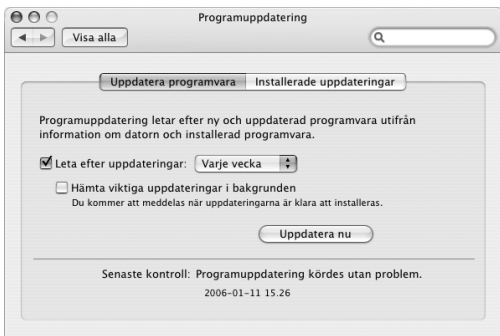 Programuppdatering
Visa alla
Uppdatera programvara Installerade uppdateringar
Programuppdatering letar efter ny och uppdaterad programvara utifrån
information om datorn och installerad programvara.
Leta efter uppdateringar: Varje vecka
Hämta viktiga uppdateringar i bakgrunden
Du kommer att meddelas när uppdateringarna är klara att installeras.
Uppdatera nu
Senaste kontroll: Programuppdatering kördes utan problem.
2006-01-11 15.26